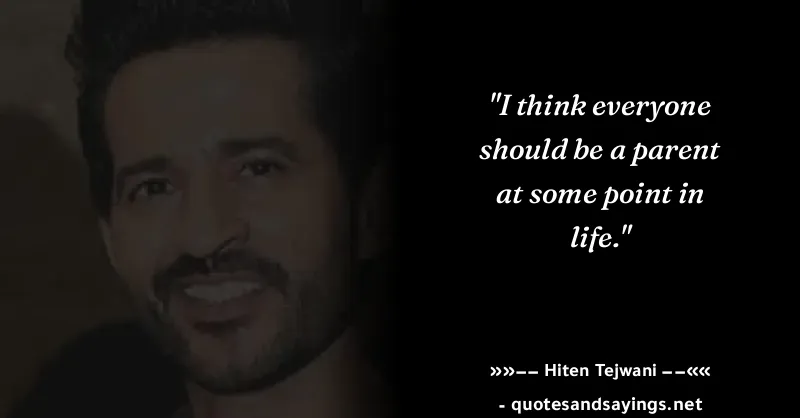 "I think everyone
should be a parent
at some point in
life."
»»−− Hiten Tejwani −−««
- quotesandsayings.net